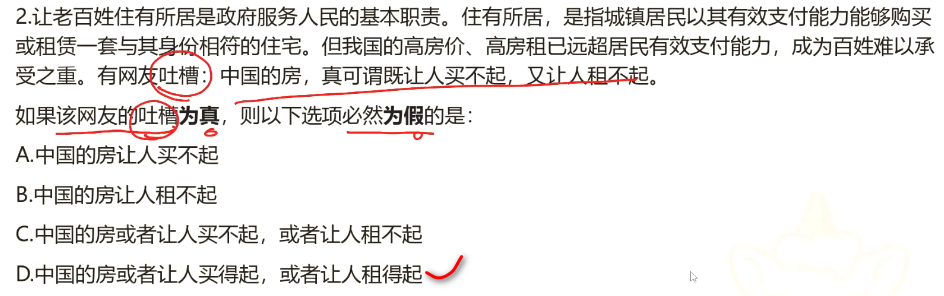 2.让老百姓住有所居是政府服务人民的基本职责。住有所居，是指城镇居民以其有效支付能力能够购买
或租赁一套与其身份相符的住宅。但我国的高房价、高房租已远超居民有效支付能力，成为百姓难以承
受之重。有网友吐槽：中国的房，真可谓既让人买不起，又让人租不起。
如果该网友的吐槽为真，则以下选项必然为假的是：
A.中国的房让人买不起
B.中国的房让人租不起
C.中国的房或者让人买不起，或者让人租不起
D.中国的房或者让人买得起，或者让人租得起